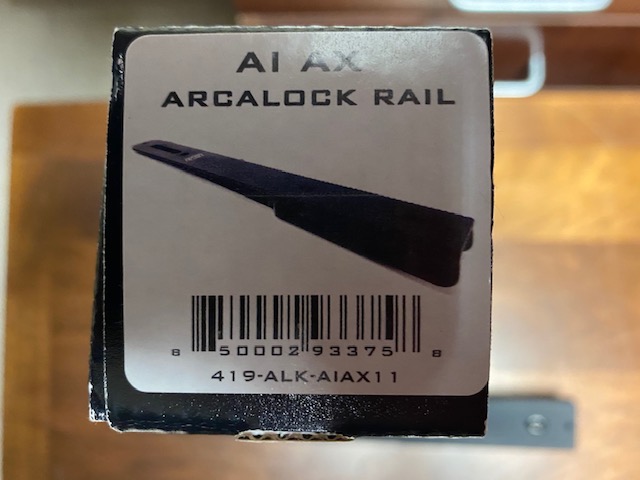 AI AX
ARCALOCK RAIL
8 50002 93375 8
419-ALK-AIAX11